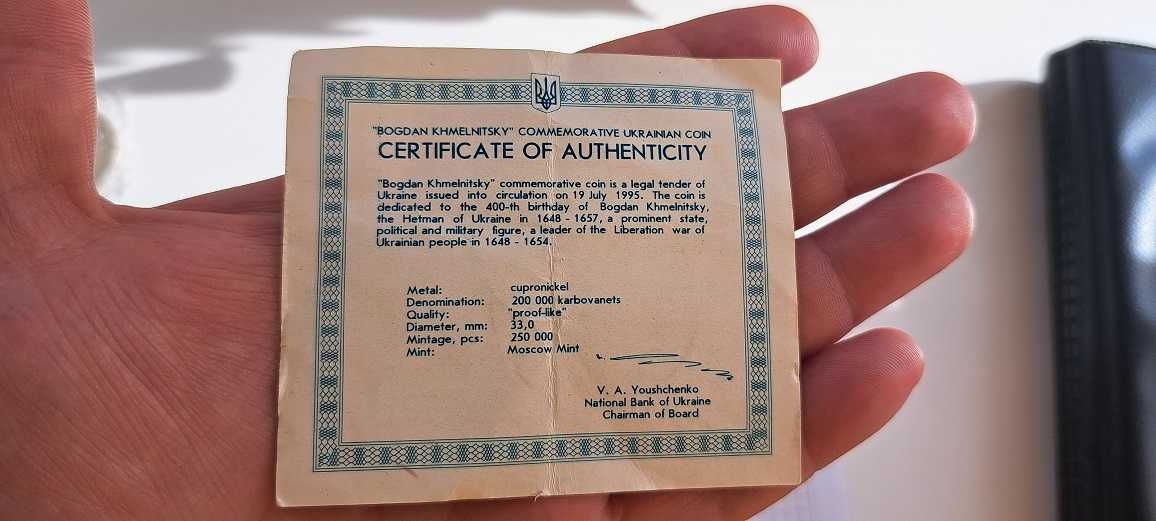 "BOGDAN KHMELNITSKY" COMMEMORATIVE UKRAINIAN COIN
CERTIFICATE OF AUTHENTICITY
"Bogdan Khmelnitsky" commemorative coin is a legal tender of
Ukraine issued into circulation on 19 July 1995. The coin is
dedicated to the 400-th birthday of Bogdan Khmelnitsky,
the Hetman of Ukraine in 1648 - 1657, a prominent state,
political and military figure, a leader of the Liberation war of
Ukrainian people in 1648 - 1654.
Metal: cupronickel
Denomination: 200 000 karbovanets
Quality: "proof-like"
Diameter, mm: 33,0
Mintage, pcs: 250 000
Mint: Moscow Mint
V. A. Youshchenko
National Bank of Ukraine
Chairman of Board